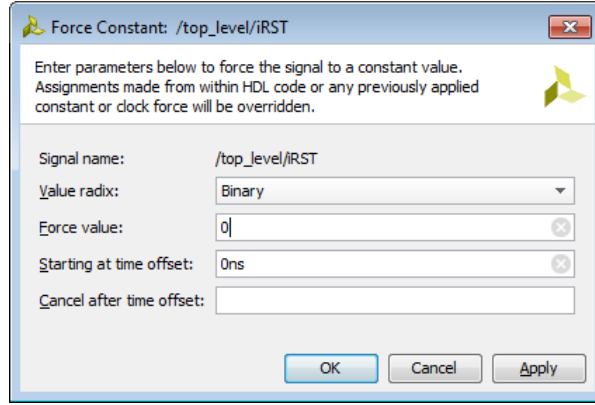 Force Constant: /top_level/iRST
Enter parameters below to force the signal to a constant value.
Assignments made from within HDL code or any previously applied
constant or clock force will be overridden.
Signal name: /top_level/iRST
Value radix: Binary
Force value: 0
Starting at time offset: 0ns
Cancel after time offset:
OK Cancel Apply